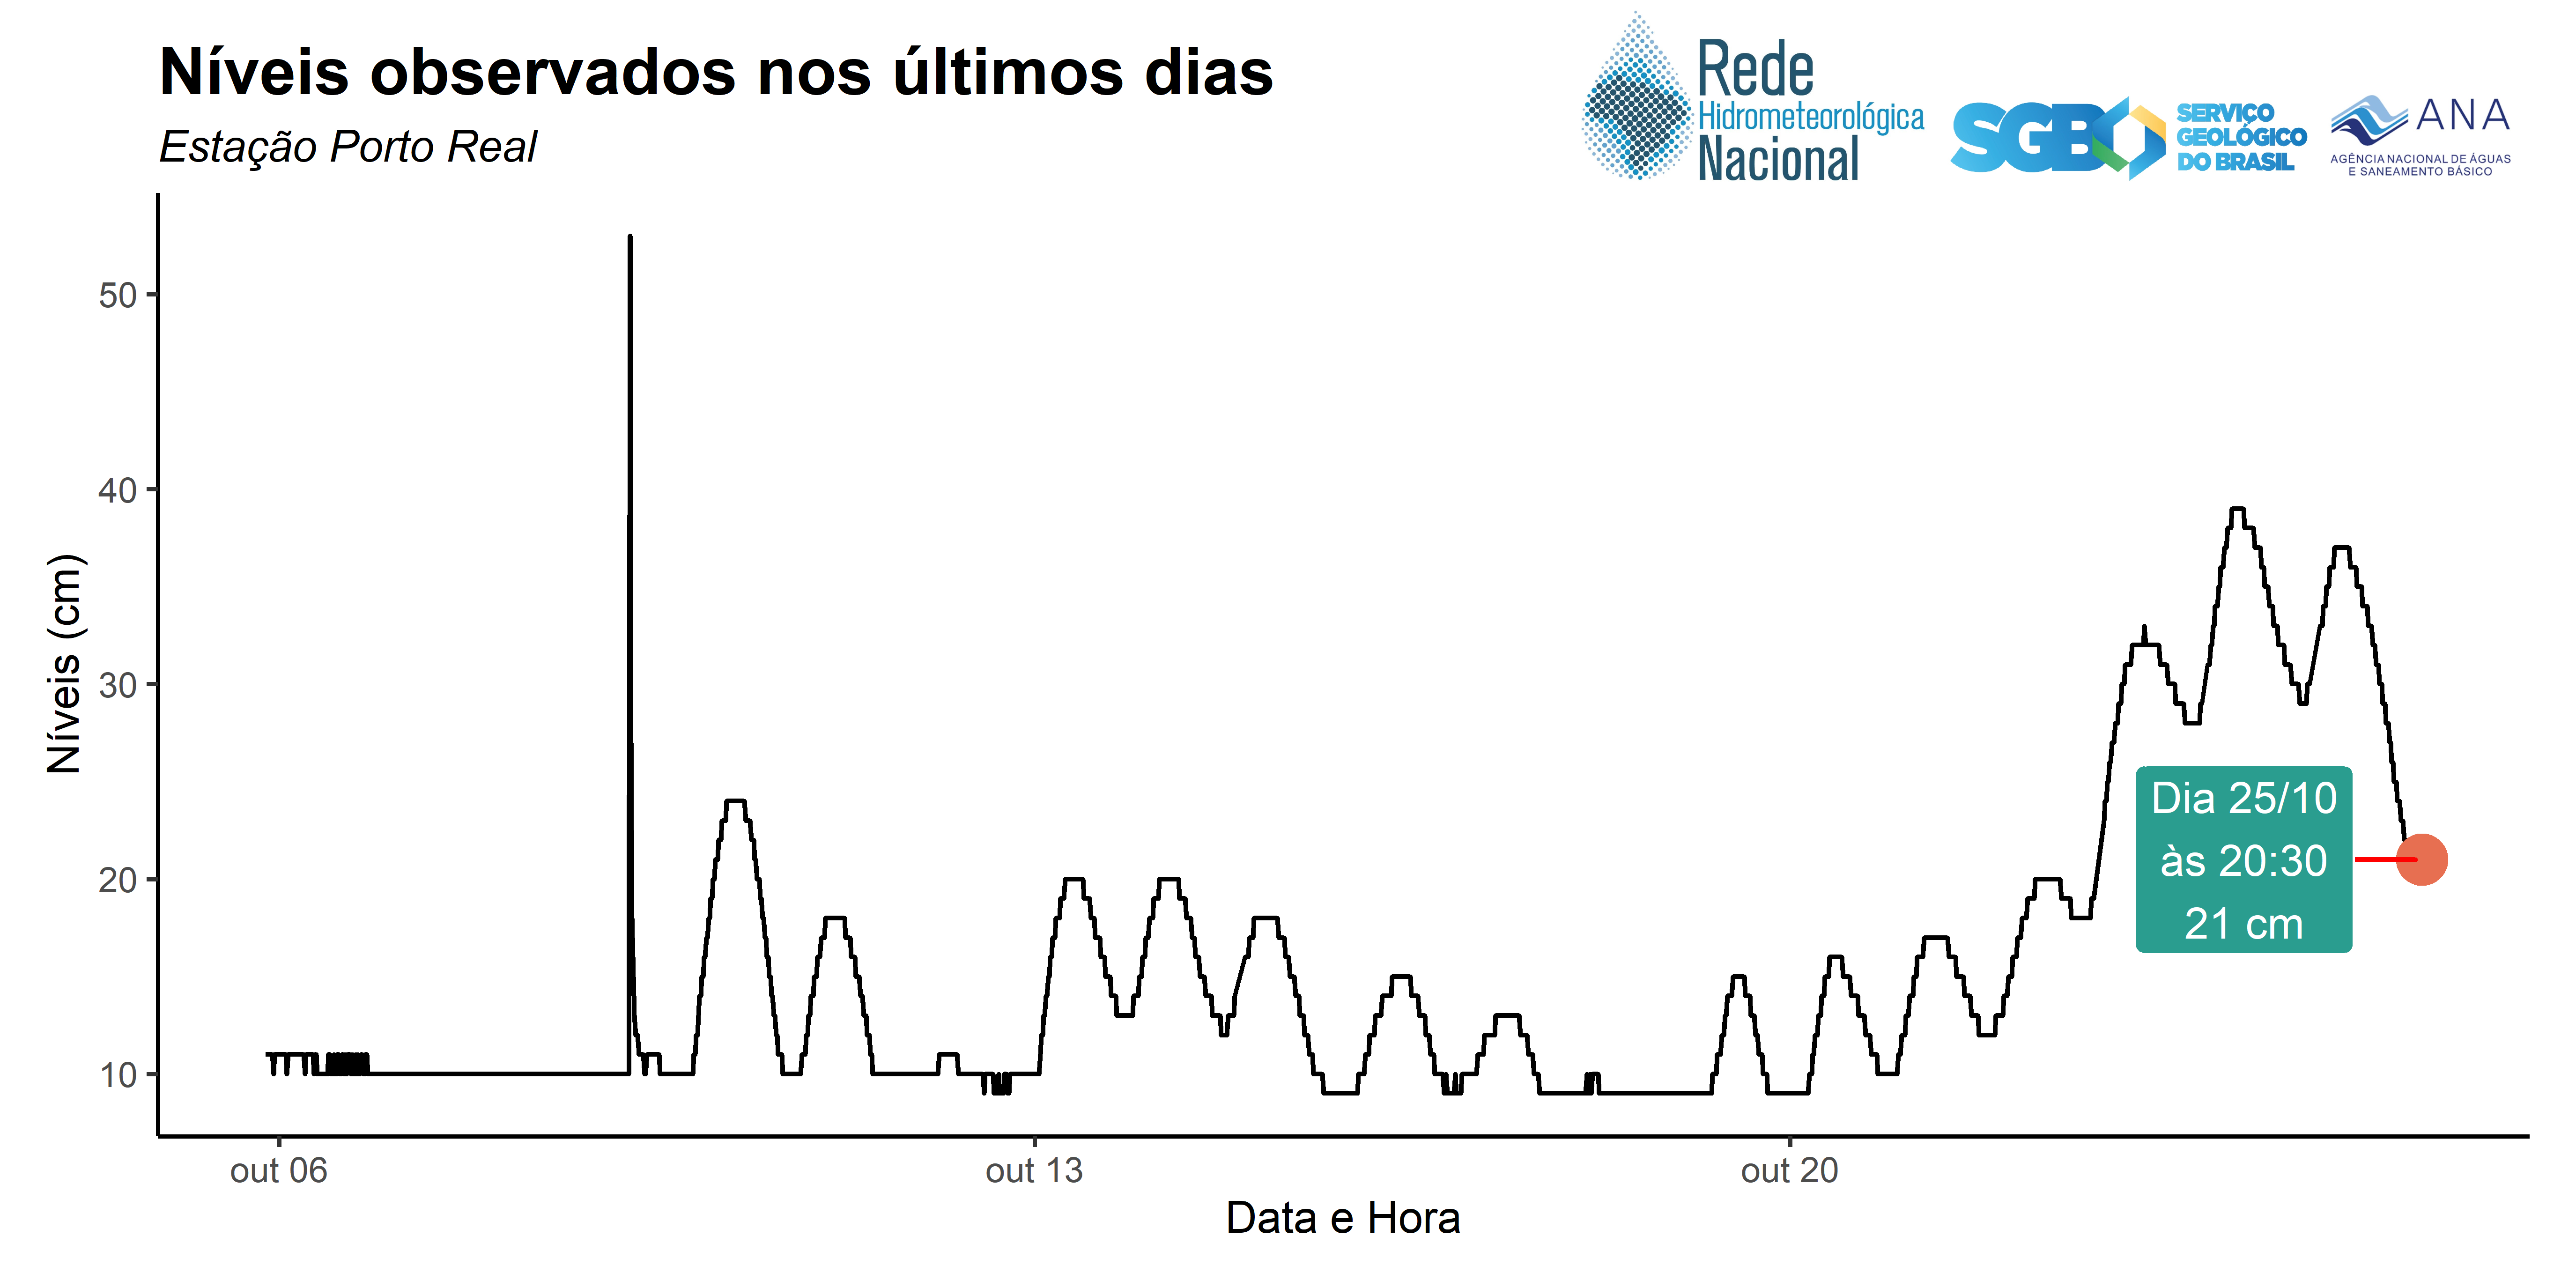 Níveis observados nos últimos dias
Estação Porto Real
Rede
Hidrometeorológica
Nacional
SGB
SERVIÇO
GEOLÓGICO
DO BRASIL
ANA
AGÊNCIA NACIONAL DE ÁGUAS
E SANEAMENTO BÁSICO
Níveis (cm)
50
40
30
20
10
Dia 25/10
às 20:30
21 cm
out 06
out 13
out 20
Data e Hora